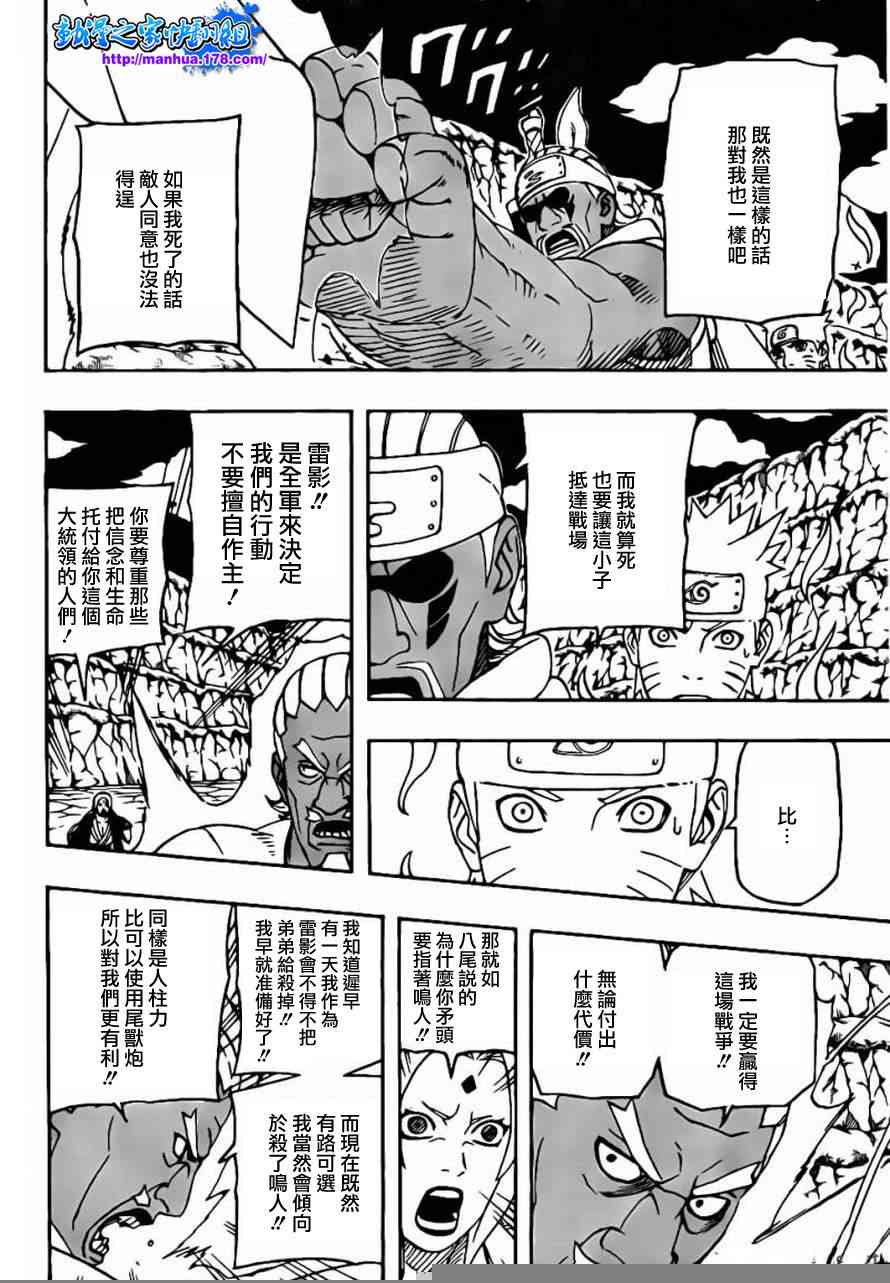 動漫之家快翻組
http://manhua.178.com/
既然是這樣的話
那對我也一樣吧
如果我死了的話
敵人同意也沒法
得逞
而我就算死
也要讓這小子
抵達戰場
雷影!!
是全軍來決定
我們的行動
不要擅自作主!
你要尊重那些
把信念和生命
托付給你這個
大統領的人們!
比…
我一定要贏得
這場戰爭!!
無論付出
什麼代價!!
那就如
八尾説的
為什麼你矛頭
要指著鳴人!!
我知道遲早
有一天我作為
雷影會不得不把
弟弟給殺掉!!
我早就准備好了!!
而現在既然
有路可選
我當然會傾向
於殺了鳴人!!
同樣是人柱力
比可以使用尾獸炮
所以對我們更有利!!